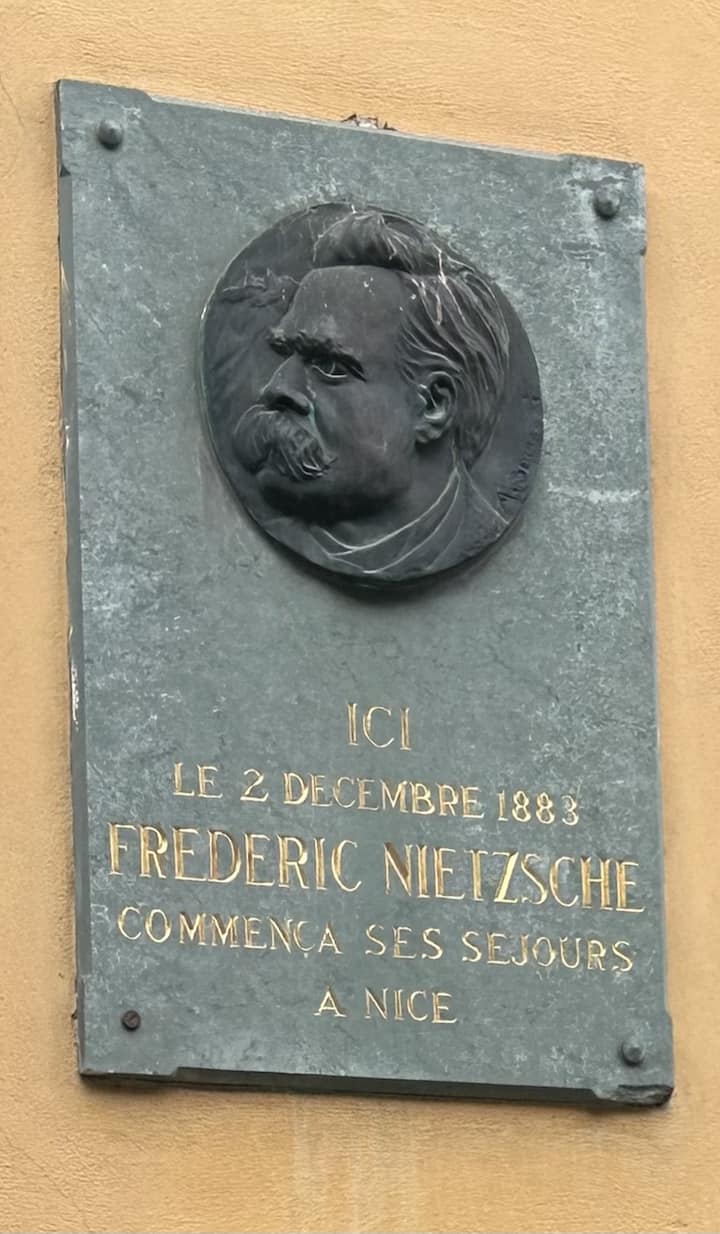 ICI
LE 2 DECEMBRE 1883
FREDERIC NIETZSCHE
COMMENÇA SES SEJOURS
A NICE